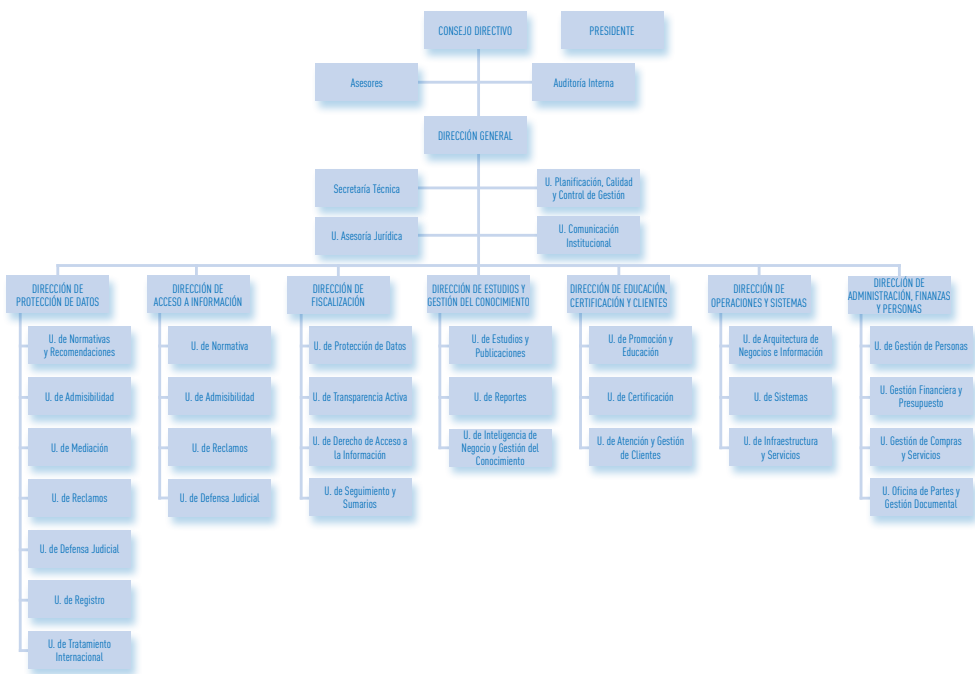 CONSEJO DIRECTIVO
PRESIDENTE
Asesores
Auditoría Interna
DIRECCIÓN GENERAL
Secretaría Técnica
U. Planificación, Calidad
y Control de Gestión
U. Asesoría Jurídica
U. Comunicación
Institucional
DIRECCIÓN DE
PROTECCIÓN DE DATOS
U. de Normativas
y Recomendaciones
U. de Admisibilidad
U. de Mediación
U. de Reclamos
U. de Defensa Judicial
U. de Registro
U. de Tratamiento
Internacional
DIRECCIÓN DE
ACCESO A INFORMACIÓN
U. de Normativa
U. de Admisibilidad
U. de Reclamos
U. de Defensa Judicial
DIRECCIÓN DE
FISCALIZACIÓN
U. de Protección de Datos
U. de Transparencia Activa
U. de Derecho de Acceso a
la Información
U. de Seguimiento y
Sumarios
DIRECCIÓN DE ESTUDIOS Y
GESTIÓN DEL CONOCIMIENTO
U. de Estudios y
Publicaciones
U. de Reportes
U. de Inteligencia de
Negocio y Gestión del
Conocimiento
DIRECCIÓN DE EDUCACIÓN,
CERTIFICACIÓN Y CLIENTES
U. de Promoción y
Educación
U. de Certificación
U. de Atención y Gestión
de Clientes
DIRECCIÓN DE
OPERACIONES Y SISTEMAS
U. de Arquitectura de
Negocios e Información
U. de Sistemas
U. de Infraestructura
y Servicios
DIRECCIÓN DE
ADMINISTRACIÓN, FINANZAS
Y PERSONAS
U. de Gestión de Personas
U. Gestión Financiera y
Presupuesto
U. Gestión de Compras
y Servicios
U. Oficina de Partes y
Gestión Documental